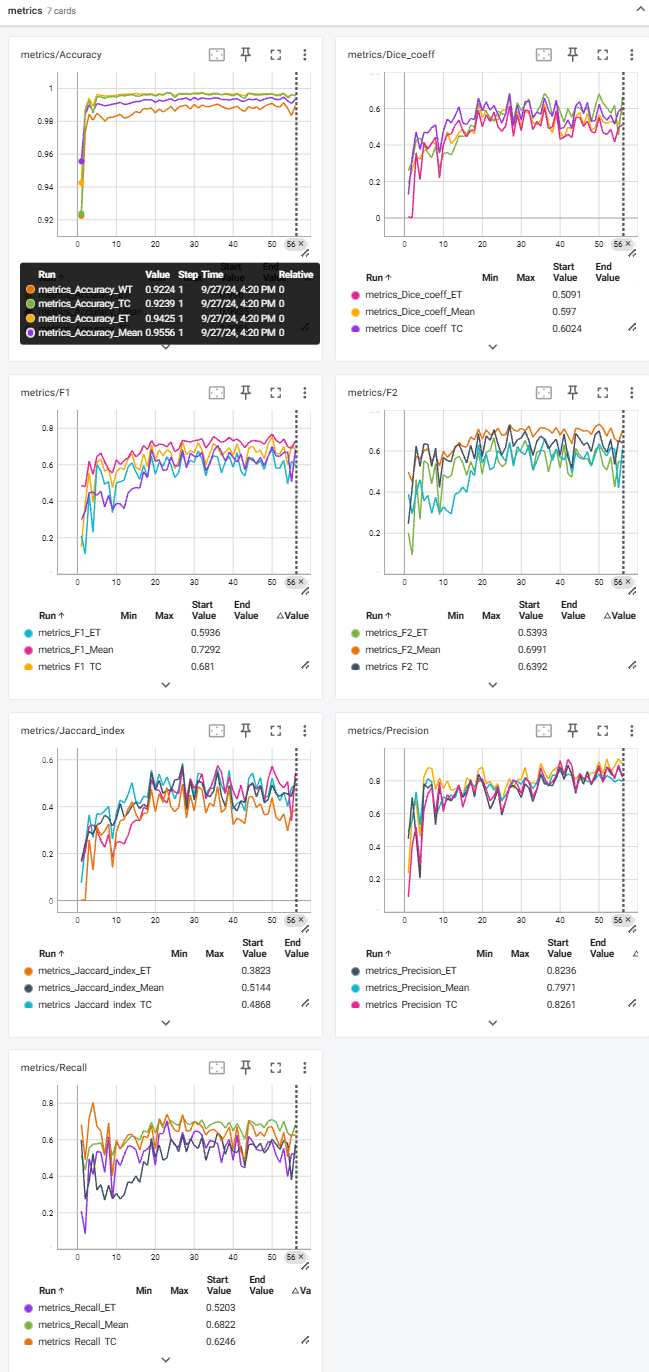 metrics 7 cards
metrics/Accuracy
1
0.98
0.96
0.94
0.92
0 10 20 30 40 50 56 ×
Start End
Run Value Step Time Relative
metrics_Accuracy_WT 0.9224 1 9/27/24, 4:20 PM 0
metrics_Accuracy_TC 0.9239 1 9/27/24, 4:20 PM 0
metrics_Accuracy_ET 0.9425 1 9/27/24, 4:20 PM 0
metrics_Accuracy_Mean 0.9556 1 9/27/24, 4:20 PM 0
metrics/Dice_coeff
0.6
0.4
0.2
0
0 10 20 30 40 50 56 ×
Run ↑ Min Max Start Value End Value
metrics_Dice_coeff_ET 0.5091
metrics_Dice_coeff_Mean 0.597
metrics_Dice_coeff_TC 0.6024
metrics/F1
0.8
0.6
0.4
0.2
0 10 20 30 40 50 56 ×
Run ↑ Min Max Start Value End Value △Value
metrics_F1_ET 0.5936
metrics_F1_Mean 0.7292
metrics_F1_TC 0.681
metrics/F2
0.6
0.4
0.2
0 10 20 30 40 50 56 ×
Run ↑ Min Max Start Value End Value △Value
metrics_F2_ET 0.5393
metrics_F2_Mean 0.6991
metrics_F2_TC 0.6392
metrics/Jaccard_index
0.6
0.4
0.2
0
0 10 20 30 40 50 56 ×
Run ↑ Min Max Start Value End Value
metrics_Jaccard_index_ET 0.3823
metrics_Jaccard_index_Mean 0.5144
metrics_Jaccard_index_TC 0.4868
metrics/Precision
0.8
0.6
0.4
0.2
0 10 20 30 40 50 56 ×
Run ↑ Min Max Start Value End Value △
metrics_Precision_ET 0.8236
metrics_Precision_Mean 0.7971
metrics_Precision_TC 0.8261
metrics/Recall
0.8
0.6
0.4
0.2
0 10 20 30 40 50 56 ×
Run ↑ Min Max Start Value End Value △Va
metrics_Recall_ET 0.5203
metrics_Recall_Mean 0.6822
metrics_Recall_TC 0.6246